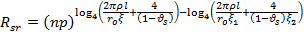 R_{sr} = (np)^{\log_4\left(\frac{2\pi\rho l}{r_0\xi}+\frac{4}{(1-\vartheta_s)}\right)-\log_4\left(\frac{2\pi\rho l}{r_0\xi_1}+\frac{4}{(1-\vartheta_s)\xi_2}\right)}